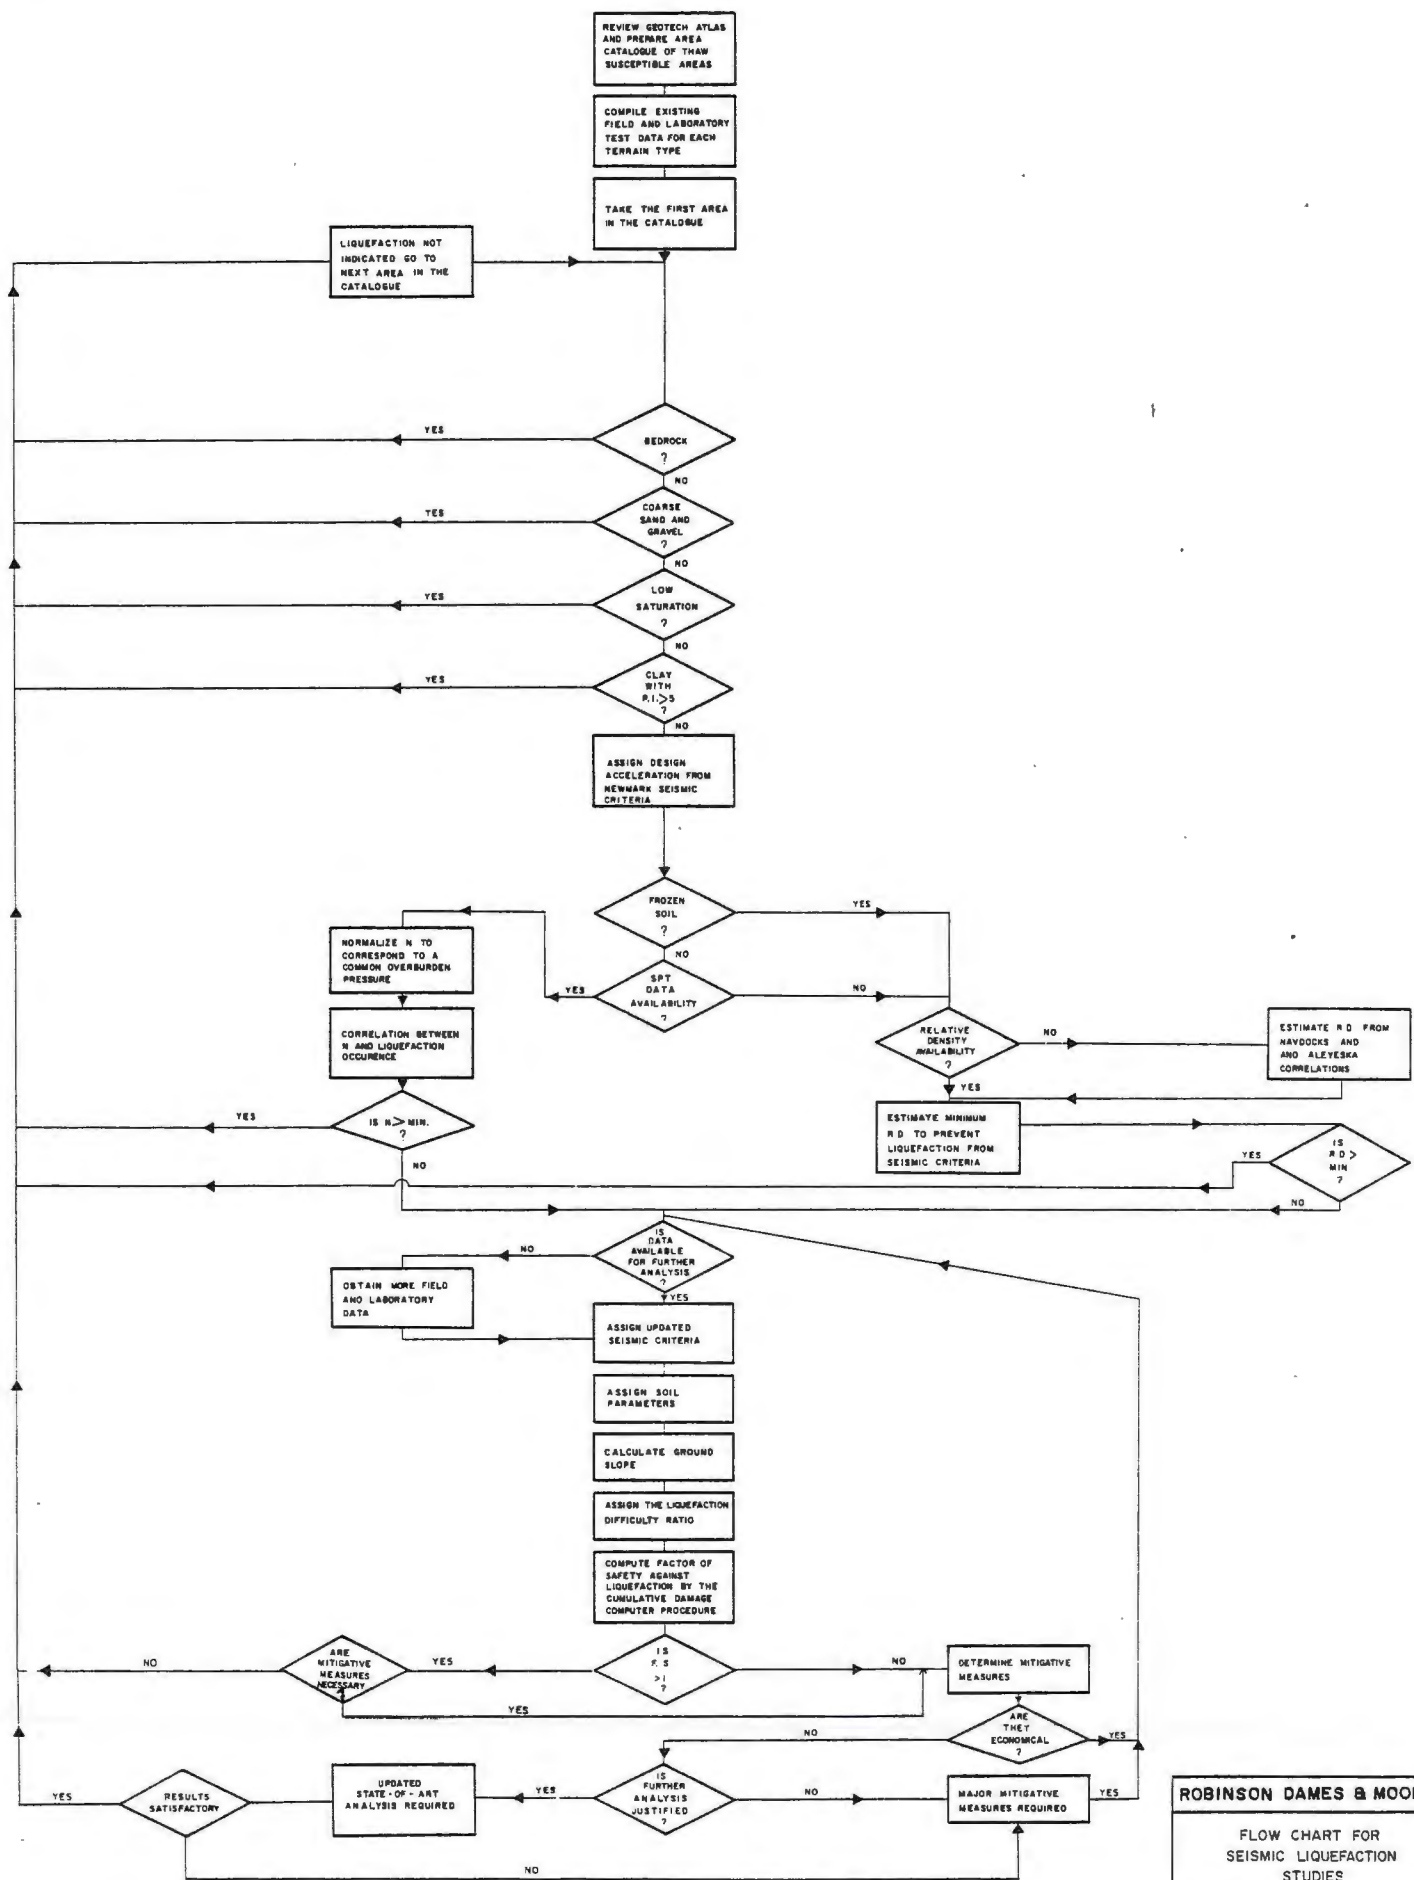 REVIEW GEOTECH ATLAS
AND PREPARE AREA
CATALOGUE OF THAW
SUSCEPTIBLE AREAS
COMPILE EXISTING
FIELD AND LABORATORY
TEST DATA FOR EACH
TERRAIN TYPE
TAKE THE FIRST AREA
IN THE CATALOGUE
LIQUEFACTION NOT
INDICATED GO TO
NEXT AREA IN THE
CATALOGUE
YES
BEDROCK
?
NO
YES
COARSE
SAND AND
GRAVEL
?
NO
YES
LOW
SATURATION
?
NO
YES
CLAY
WITH
P.I.>5
?
NO
ASSIGN DESIGN
ACCELERATION FROM
NEWMARK SEISMIC
CRITERIA
FROZEN
SOIL
?
YES
NO
NORMALIZE N TO
CORRESPOND TO A
COMMON OVERBURDEN
PRESSURE
YES
SPT
DATA
AVAILABILITY
?
NO
CORRELATION BETWEEN
N AND LIQUEFACTION
OCCURENCE
RELATIVE
DENSITY
AVAILABILITY
?
NO
ESTIMATE R D FROM
NAVDOCKS AND
AND ALEYESKA
CORRELATIONS
YES
YES
IS N > MIN.
?
NO
ESTIMATE MINIMUM
R D TO PREVENT
LIQUEFACTION FROM
SEISMIC CRITERIA
YES
IS
R D >
MIN
?
NO
IS
DATA
AVAILABLE
FOR FURTHER
ANALYSIS
?
NO
YES
OBTAIN MORE FIELD
AND LABORATORY
DATA
ASSIGN UPDATED
SEISMIC CRITERIA
ASSIGN SOIL
PARAMETERS
CALCULATE GROUND
SLOPE
ASSIGN THE LIQUEFACTION
DIFFICULTY RATIO
COMPUTE FACTOR OF
SAFETY AGAINST
LIQUEFACTION BY THE
CUMULATIVE DAMAGE
COMPUTER PROCEDURE
NO
ARE
MITIGATIVE
MEASURES
NECESSARY
YES
IS
F. S
>1
?
NO
DETERMINE MITIGATIVE
MEASURES
YES
NO
ARE
THEY
ECONOMICAL
?
YES
YES
RESULTS
SATISFACTORY
UPDATED
STATE-OF-ART
ANALYSIS REQUIRED
YES
IS
FURTHER
ANALYSIS
JUSTIFIED
?
NO
MAJOR MITIGATIVE
MEASURES REQUIRED
YES
NO
ROBINSON DAMES & MOO
FLOW CHART FOR
SEISMIC LIQUEFACTION
STUDIES